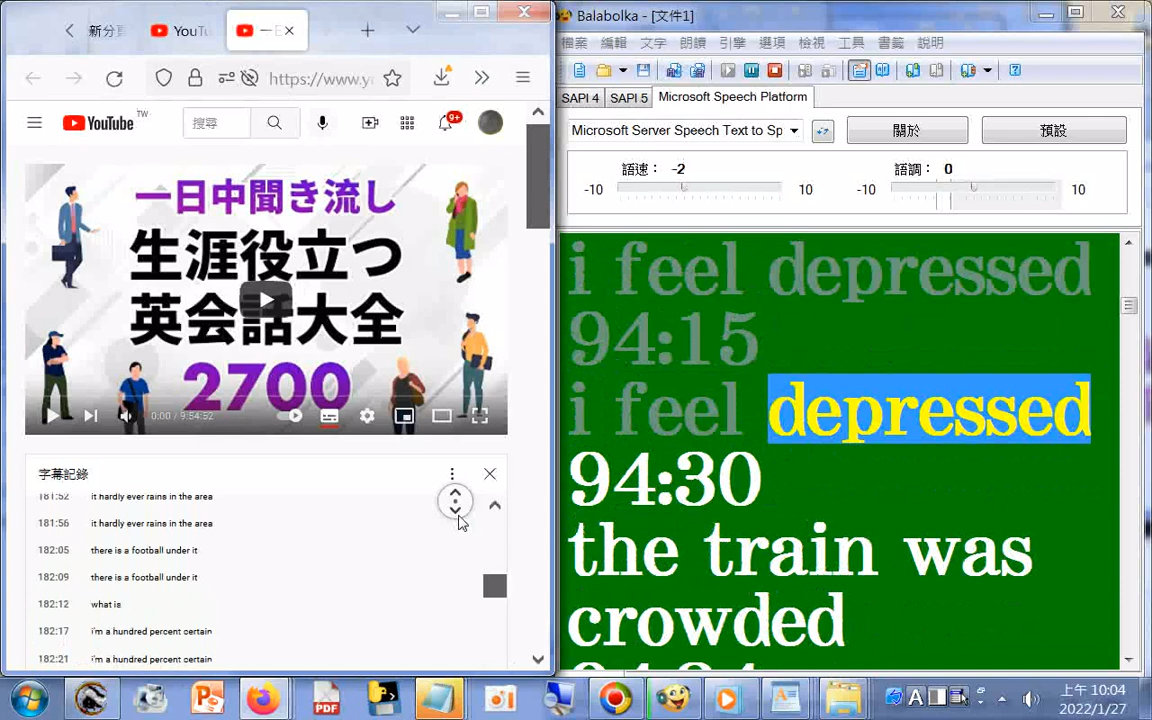 新分
YouTu
一
https://www.y
YouTube TW
搜尋
9+
一日中聞き流し
生涯役立つ
英会話大全
2700
0:00 / 9:54:52
字幕記錄
181:52 it hardly ever rains in the area
181:56 it hardly ever rains in the area
182:05 there is a football under it
182:09 there is a football under it
182:12 what is
182:17 i'm a hundred percent certain
182:21 i'm a hundred percent certain
Balabolka - [文件1]
檔案 編輯 文字 朗讀 引擎 選項 檢視 工具 書籤 說明
SAPI 4 SAPI 5 Microsoft Speech Platform
Microsoft Server Speech Text to Sp
關於
預設
語速： -2
-10 10
語調： 0
-10 10
i feel depressed
94:15
i feel depressed
94:30
the train was
crowded
PDF
A
上午 10:04
2022/1/27